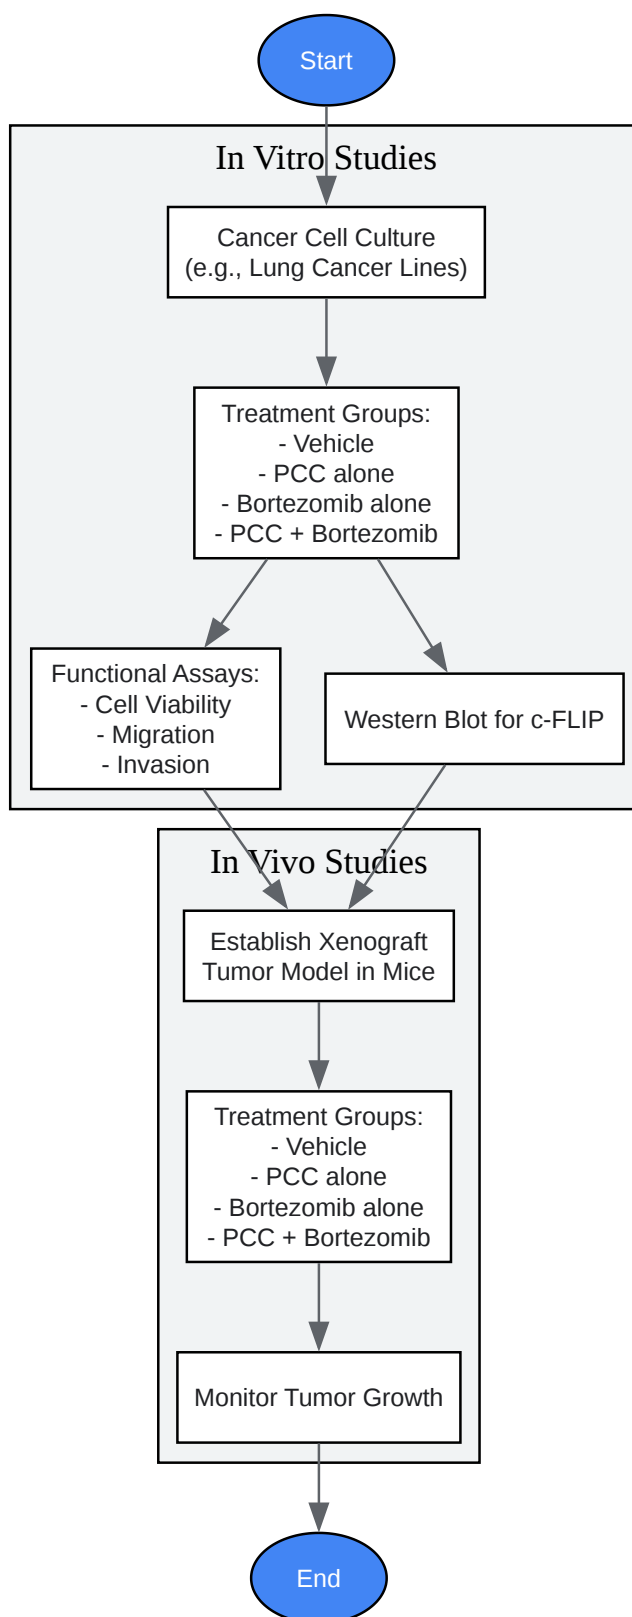 Start
In Vitro Studies
Cancer Cell Culture
(e.g., Lung Cancer Lines)
Treatment Groups:
- Vehicle
- PCC alone
- Bortezomib alone
- PCC + Bortezomib
Functional Assays:
- Cell Viability
- Migration
- Invasion
Western Blot for c-FLIP
In Vivo Studies
Establish Xenograft
Tumor Model in Mice
Treatment Groups:
- Vehicle
- PCC alone
- Bortezomib alone
- PCC + Bortezomib
Monitor Tumor Growth
End